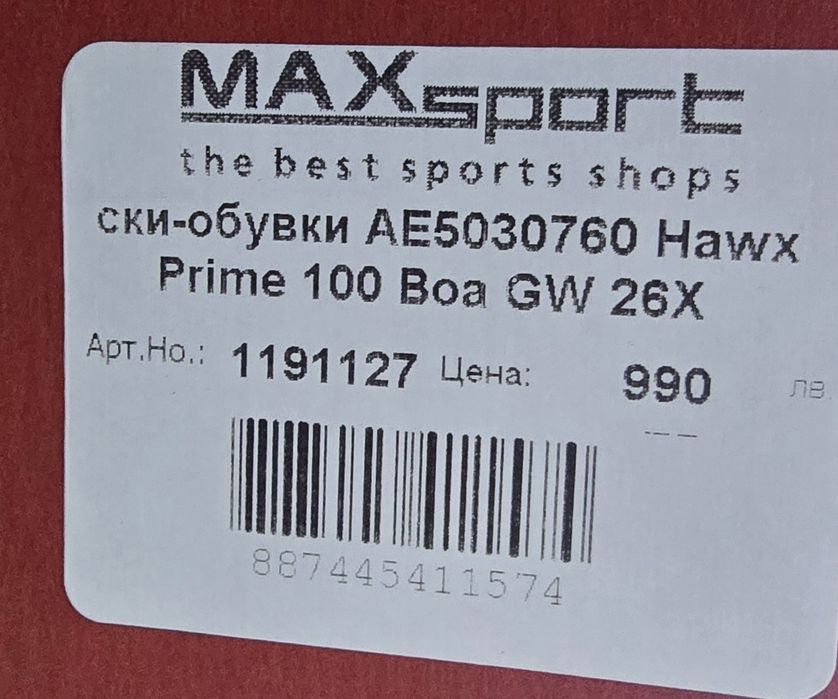 MAXsport
the best sports shops
ски-обувки AE5030760 Hawx
Prime 100 Boa GW 26X
Арт.Но.: 1191127 Цена: 990 лв.
887445411574